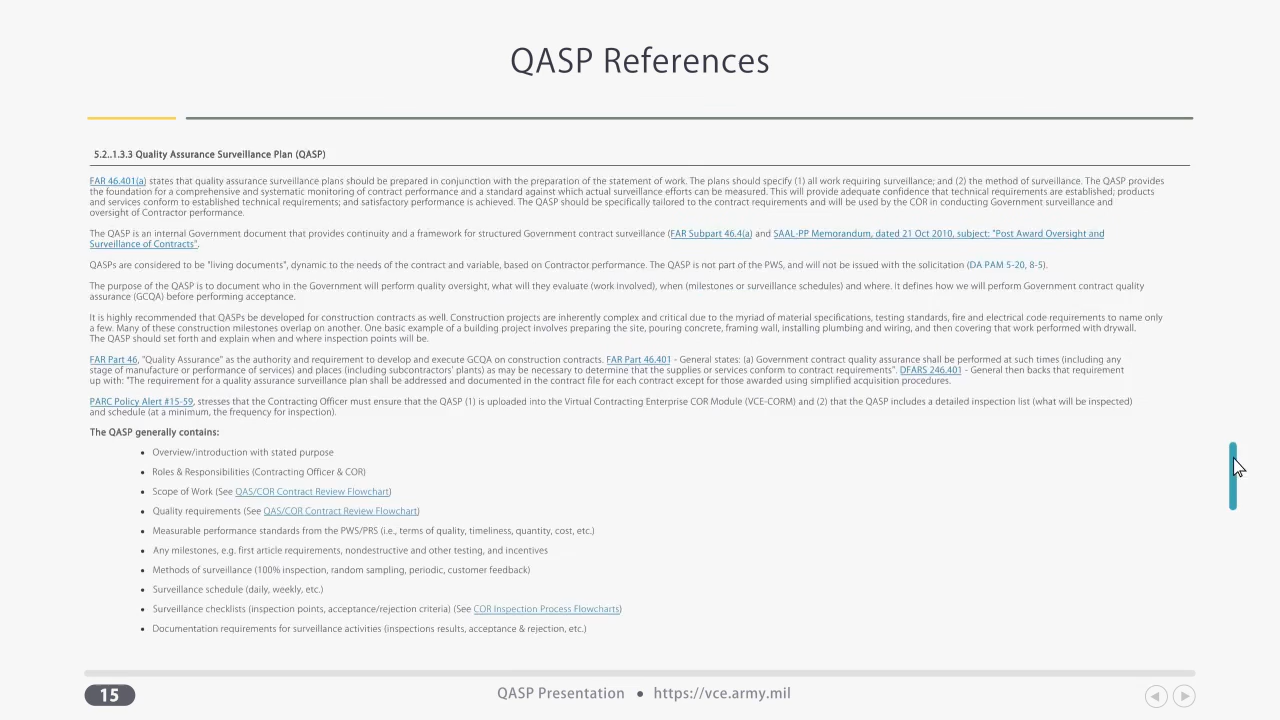 QASP References
5.2..1.3.3 Quality Assurance Surveillance Plan (QASP)
FAR 46.401(a) states that quality assurance surveillance plans should be prepared in conjunction with the preparation of the statement of work. The plans should specify (1) all work requiring surveillance; and (2) the method of surveillance. The QASP provides
the foundation for a comprehensive and systematic monitoring of contract performance and a standard against which actual surveillance efforts can be measured. This will provide adequate confidence that technical requirements are established; products
and services conform to established technical requirements; and satisfactory performance is achieved. The QASP should be specifically tailored to the contract requirements and will be used by the COR in conducting Government surveillance and
oversight of Contractor performance.
The QASP is an internal Government document that provides continuity and a framework for structured Government contract surveillance (FAR Subpart 46.4(a) and SAAL-PP Memorandum, dated 21 Oct 2010, subject: "Post Award Oversight and
Surveillance of Contracts".
QASPs are considered to be "living documents", dynamic to the needs of the contract and variable, based on Contractor performance. The QASP is not part of the PWS, and will not be issued with the solicitation (DA PAM 5-20, 8-5).
The purpose of the QASP is to document who in the Government will perform quality oversight, what will they evaluate (work involved), when (milestones or surveillance schedules) and where. It defines how we will perform Government contract quality
assurance (GCQA) before performing acceptance.
It is highly recommended that QASPs be developed for construction contracts as well. Construction projects are inherently complex and critical due to the myriad of material specifications, testing standards, fire and electrical code requirements to name only
a few. Many of these construction milestones overlap on another. One basic example of a building project involves preparing the site, pouring concrete, framing wall, installing plumbing and wiring, and then covering that work performed with drywall.
The QASP should set forth and explain when and where inspection points will be.
FAR Part 46, "Quality Assurance" as the authority and requirement to develop and execute GCQA on construction contracts. FAR Part 46.401 - General states: (a) Government contract quality assurance shall be performed at such times (including any
stage of manufacture or performance of services) and places (including subcontractors' plants) as may be necessary to determine that the supplies or services conform to contract requirements". DFARS 246.401 - General then backs that requirement
up with: "The requirement for a quality assurance surveillance plan shall be addressed and documented in the contract file for each contract except for those awarded using simplified acquisition procedures.
PARC Policy Alert #15-59, stresses that the Contracting Officer must ensure that the QASP (1) is uploaded into the Virtual Contracting Enterprise COR Module (VCE-CORM) and (2) that the QASP includes a detailed inspection list (what will be inspected)
and schedule (at a minimum, the frequency for inspection).
The QASP generally contains:
• Overview/introduction with stated purpose
• Roles & Responsibilities (Contracting Officer & COR)
• Scope of Work (See QAS/COR Contract Review Flowchart)
• Quality requirements (See QAS/COR Contract Review Flowchart)
• Measurable performance standards from the PWS/PRS (i.e., terms of quality, timeliness, quantity, cost, etc.)
• Any milestones, e.g. first article requirements, nondestructive and other testing, and incentives
• Methods of surveillance (100% inspection, random sampling, periodic, customer feedback)
• Surveillance schedule (daily, weekly, etc.)
• Surveillance checklists (inspection points, acceptance/rejection criteria) (See COR Inspection Process Flowcharts)
• Documentation requirements for surveillance activities (inspections results, acceptance & rejection, etc.)
15
QASP Presentation • https://vce.army.mil